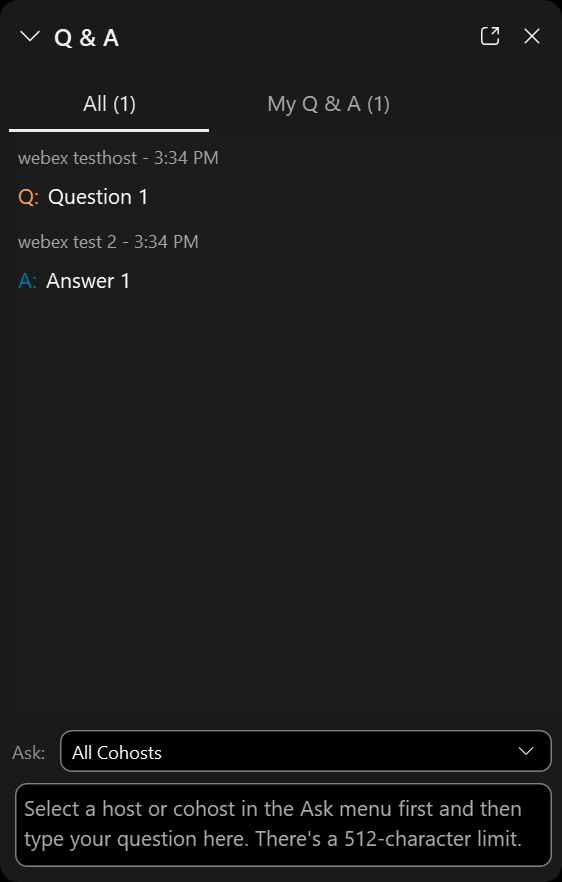 Q & A
All (1)
My Q & A (1)
webex testhost - 3:34 PM
Q: Question 1
webex test 2 - 3:34 PM
A: Answer 1
Ask: All Cohosts
Select a host or cohost in the Ask menu first and then
type your question here. There's a 512-character limit.